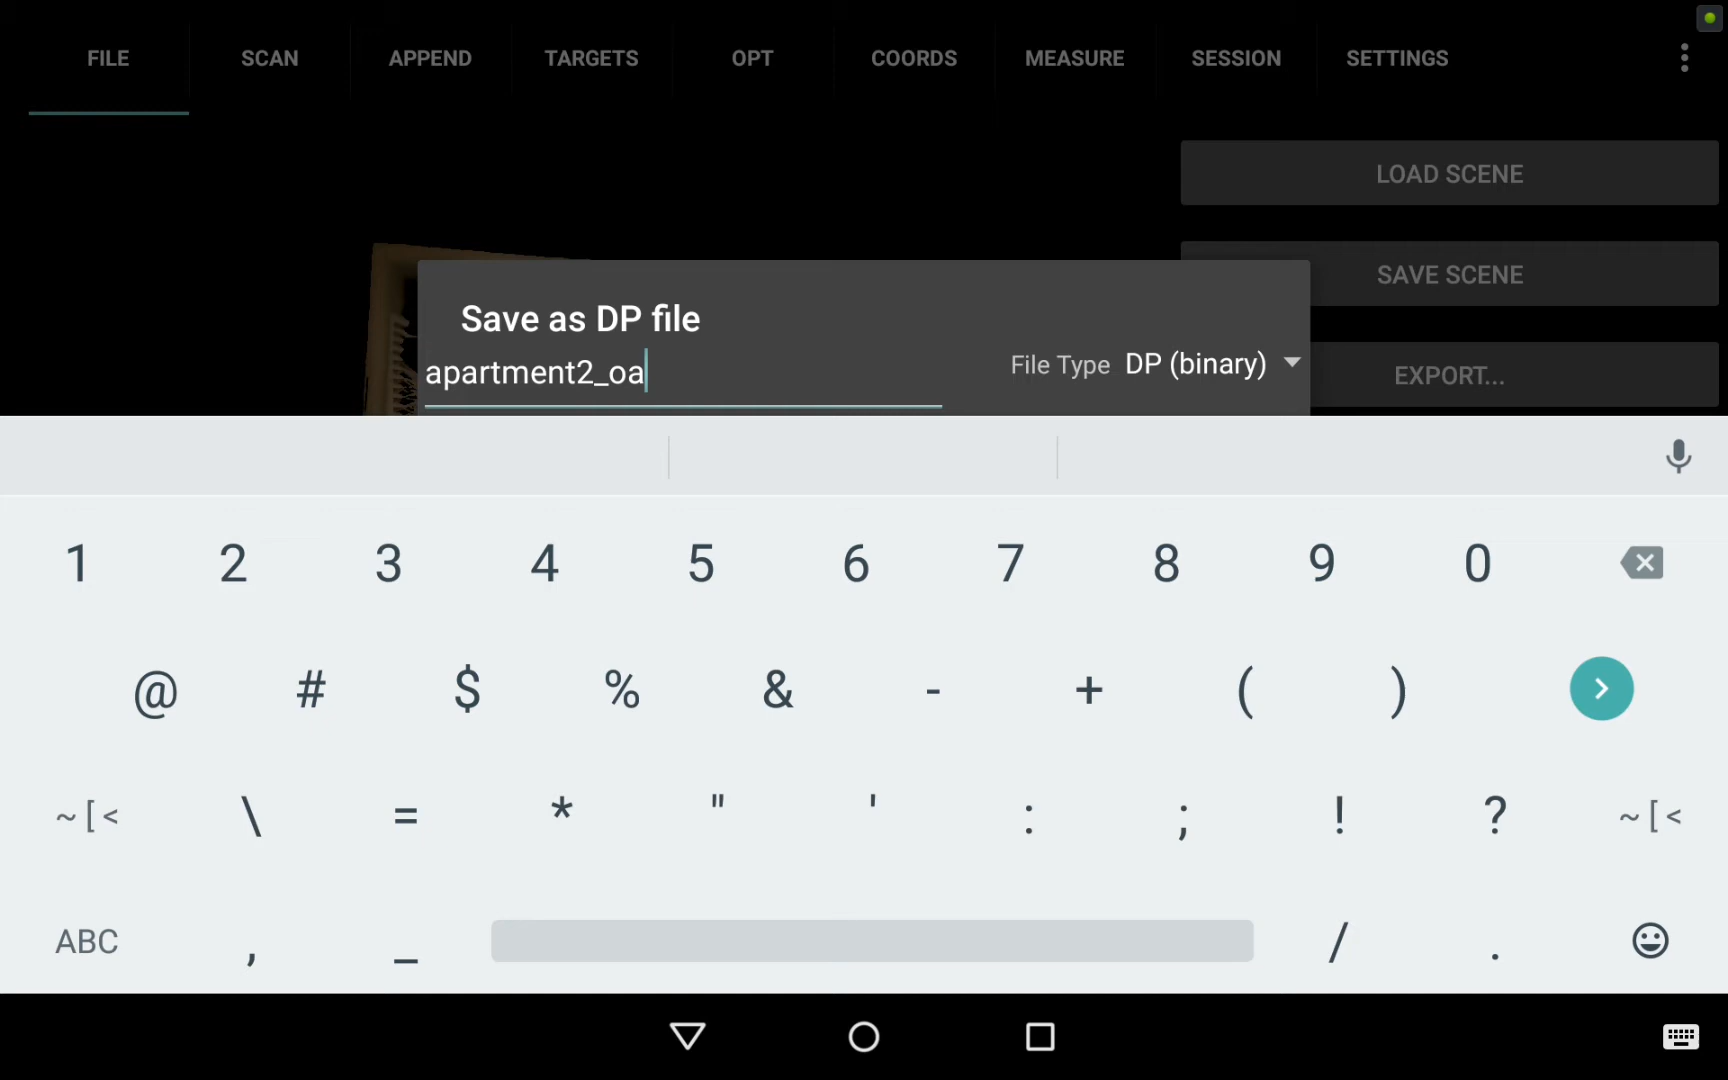 FILE SCAN APPEND TARGETS OPT COORDS MEASURE SESSION SETTINGS
LOAD SCENE
SAVE SCENE
EXPORT...
Save as DP file
apartment2_oa
File Type DP (binary)
1 2 3 4 5 6 7 8 9 0
@ # $ % & - + ( )
~[< \ = * " ' : ; ! ? ~[<
ABC , _ / .